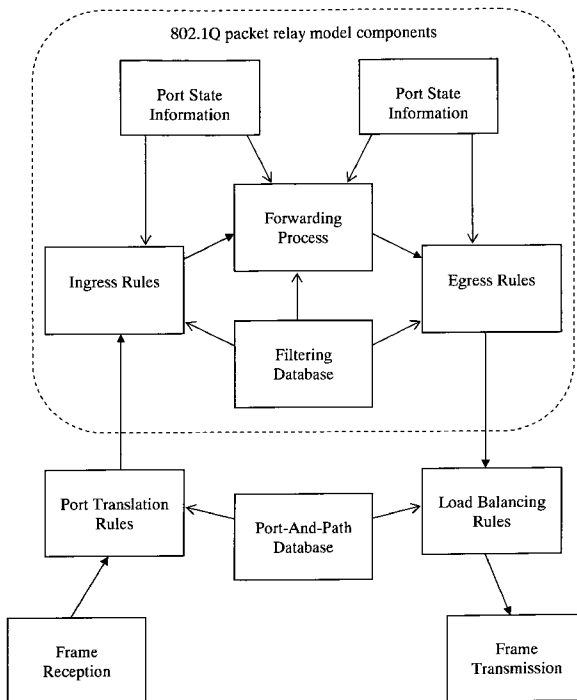 802.1Q packet relay model components
Port State
Information
Port State
Information
Forwarding
Process
Ingress Rules
Egress Rules
Filtering
Database
Port Translation
Rules
Port-And-Path
Database
Load Balancing
Rules
Frame
Reception
Frame
Transmission